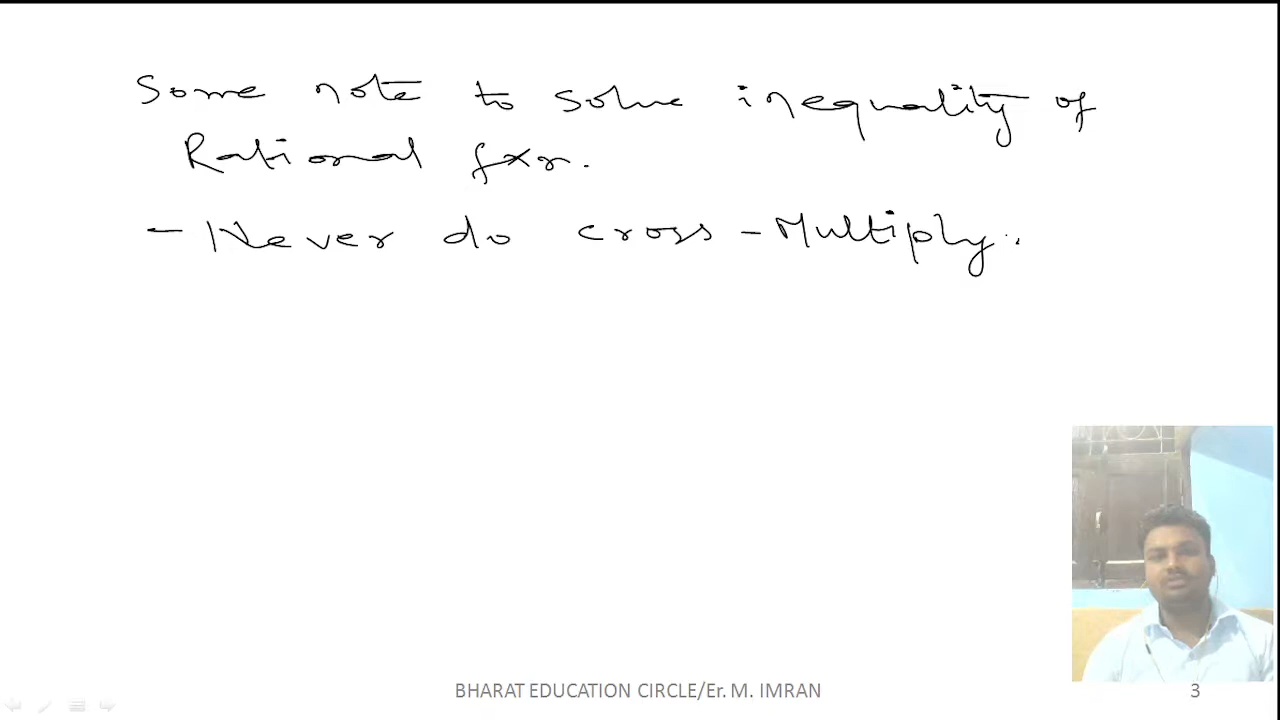 Some note to solve inequality of
Rational fxn.
- Never do cross-Multiply.
BHARAT EDUCATION CIRCLE/Er. M. IMRAN
3